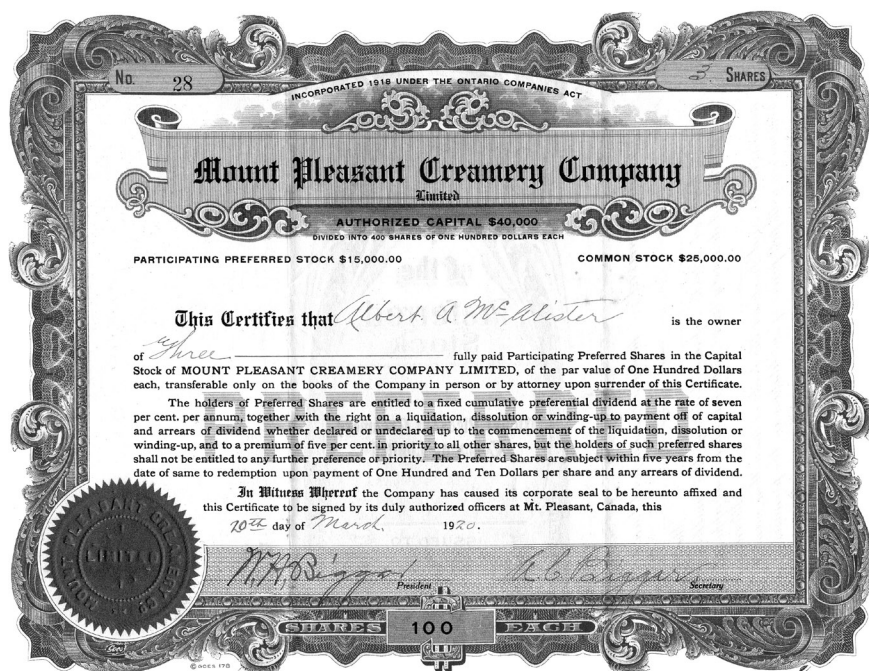 No. 28
3 SHARES
INCORPORATED 1918 UNDER THE ONTARIO COMPANIES ACT
Mount Pleasant Creamery Company
Limited
AUTHORIZED CAPITAL $40,000
DIVIDED INTO 400 SHARES OF ONE HUNDRED DOLLARS EACH
PARTICIPATING PREFERRED STOCK $15,000.00 COMMON STOCK $25,000.00
This Certifies that Albert. A. McAlister is the owner
of Three fully paid Participating Preferred Shares in the Capital
Stock of MOUNT PLEASANT CREAMERY COMPANY LIMITED, of the par value of One Hundred Dollars
each, transferable only on the books of the Company in person or by attorney upon surrender of this Certificate.
The holders of Preferred Shares are entitled to a fixed cumulative preferential dividend at the rate of seven
per cent. per annum, together with the right on a liquidation, dissolution or winding-up to payment off of capital
and arrears of dividend whether declared or undeclared up to the commencement of the liquidation, dissolution or
winding-up, and to a premium of five per cent. in priority to all other shares, but the holders of such preferred shares
shall not be entitled to any further preference or priority. The Preferred Shares are subject within five years from the
date of same to redemption upon payment of One Hundred and Ten Dollars per share and any arrears of dividend.
PREFERRED
In Witness Whereof the Company has caused its corporate seal to be hereunto affixed and
this Certificate to be signed by its duly authorized officers at Mt. Pleasant, Canada, this
20th day of March. 1920.
MOUNT PLEASANT CREAMERY CO.
LIMITED
W.H. Biggar President
A.C. Biggar Secretary
SHARES 100 EACH
© GOES 178